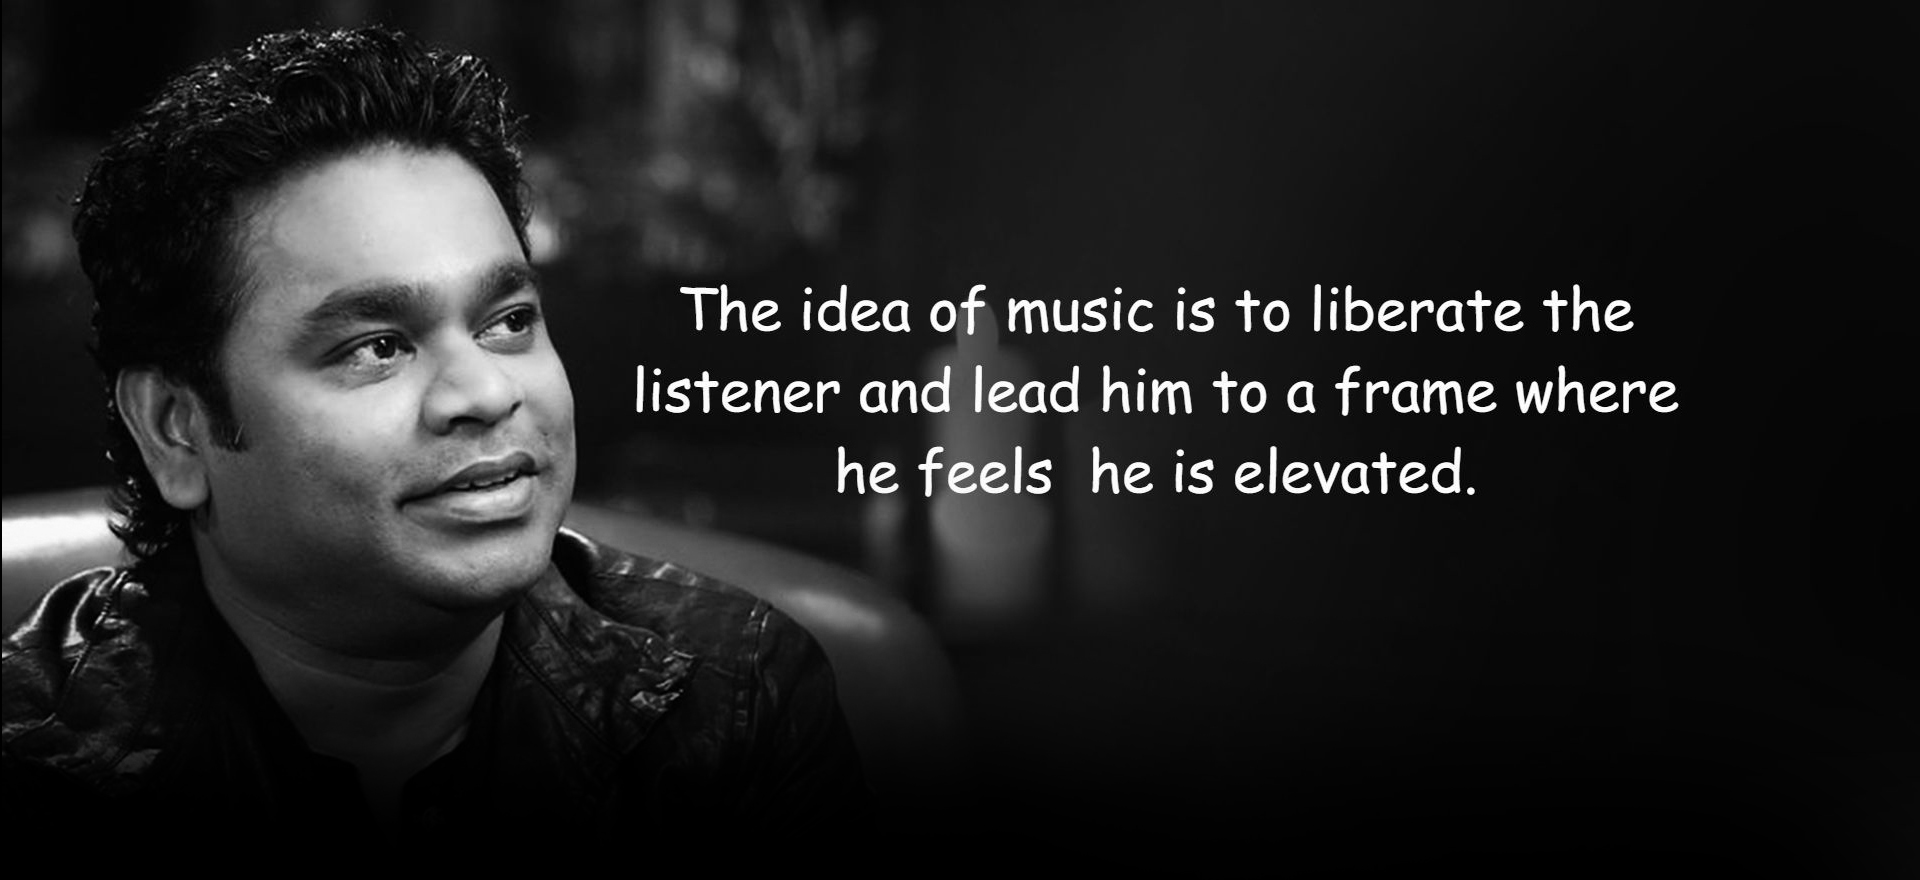 The idea of music is to liberate the
listener and lead him to a frame where
he feels  he is elevated.